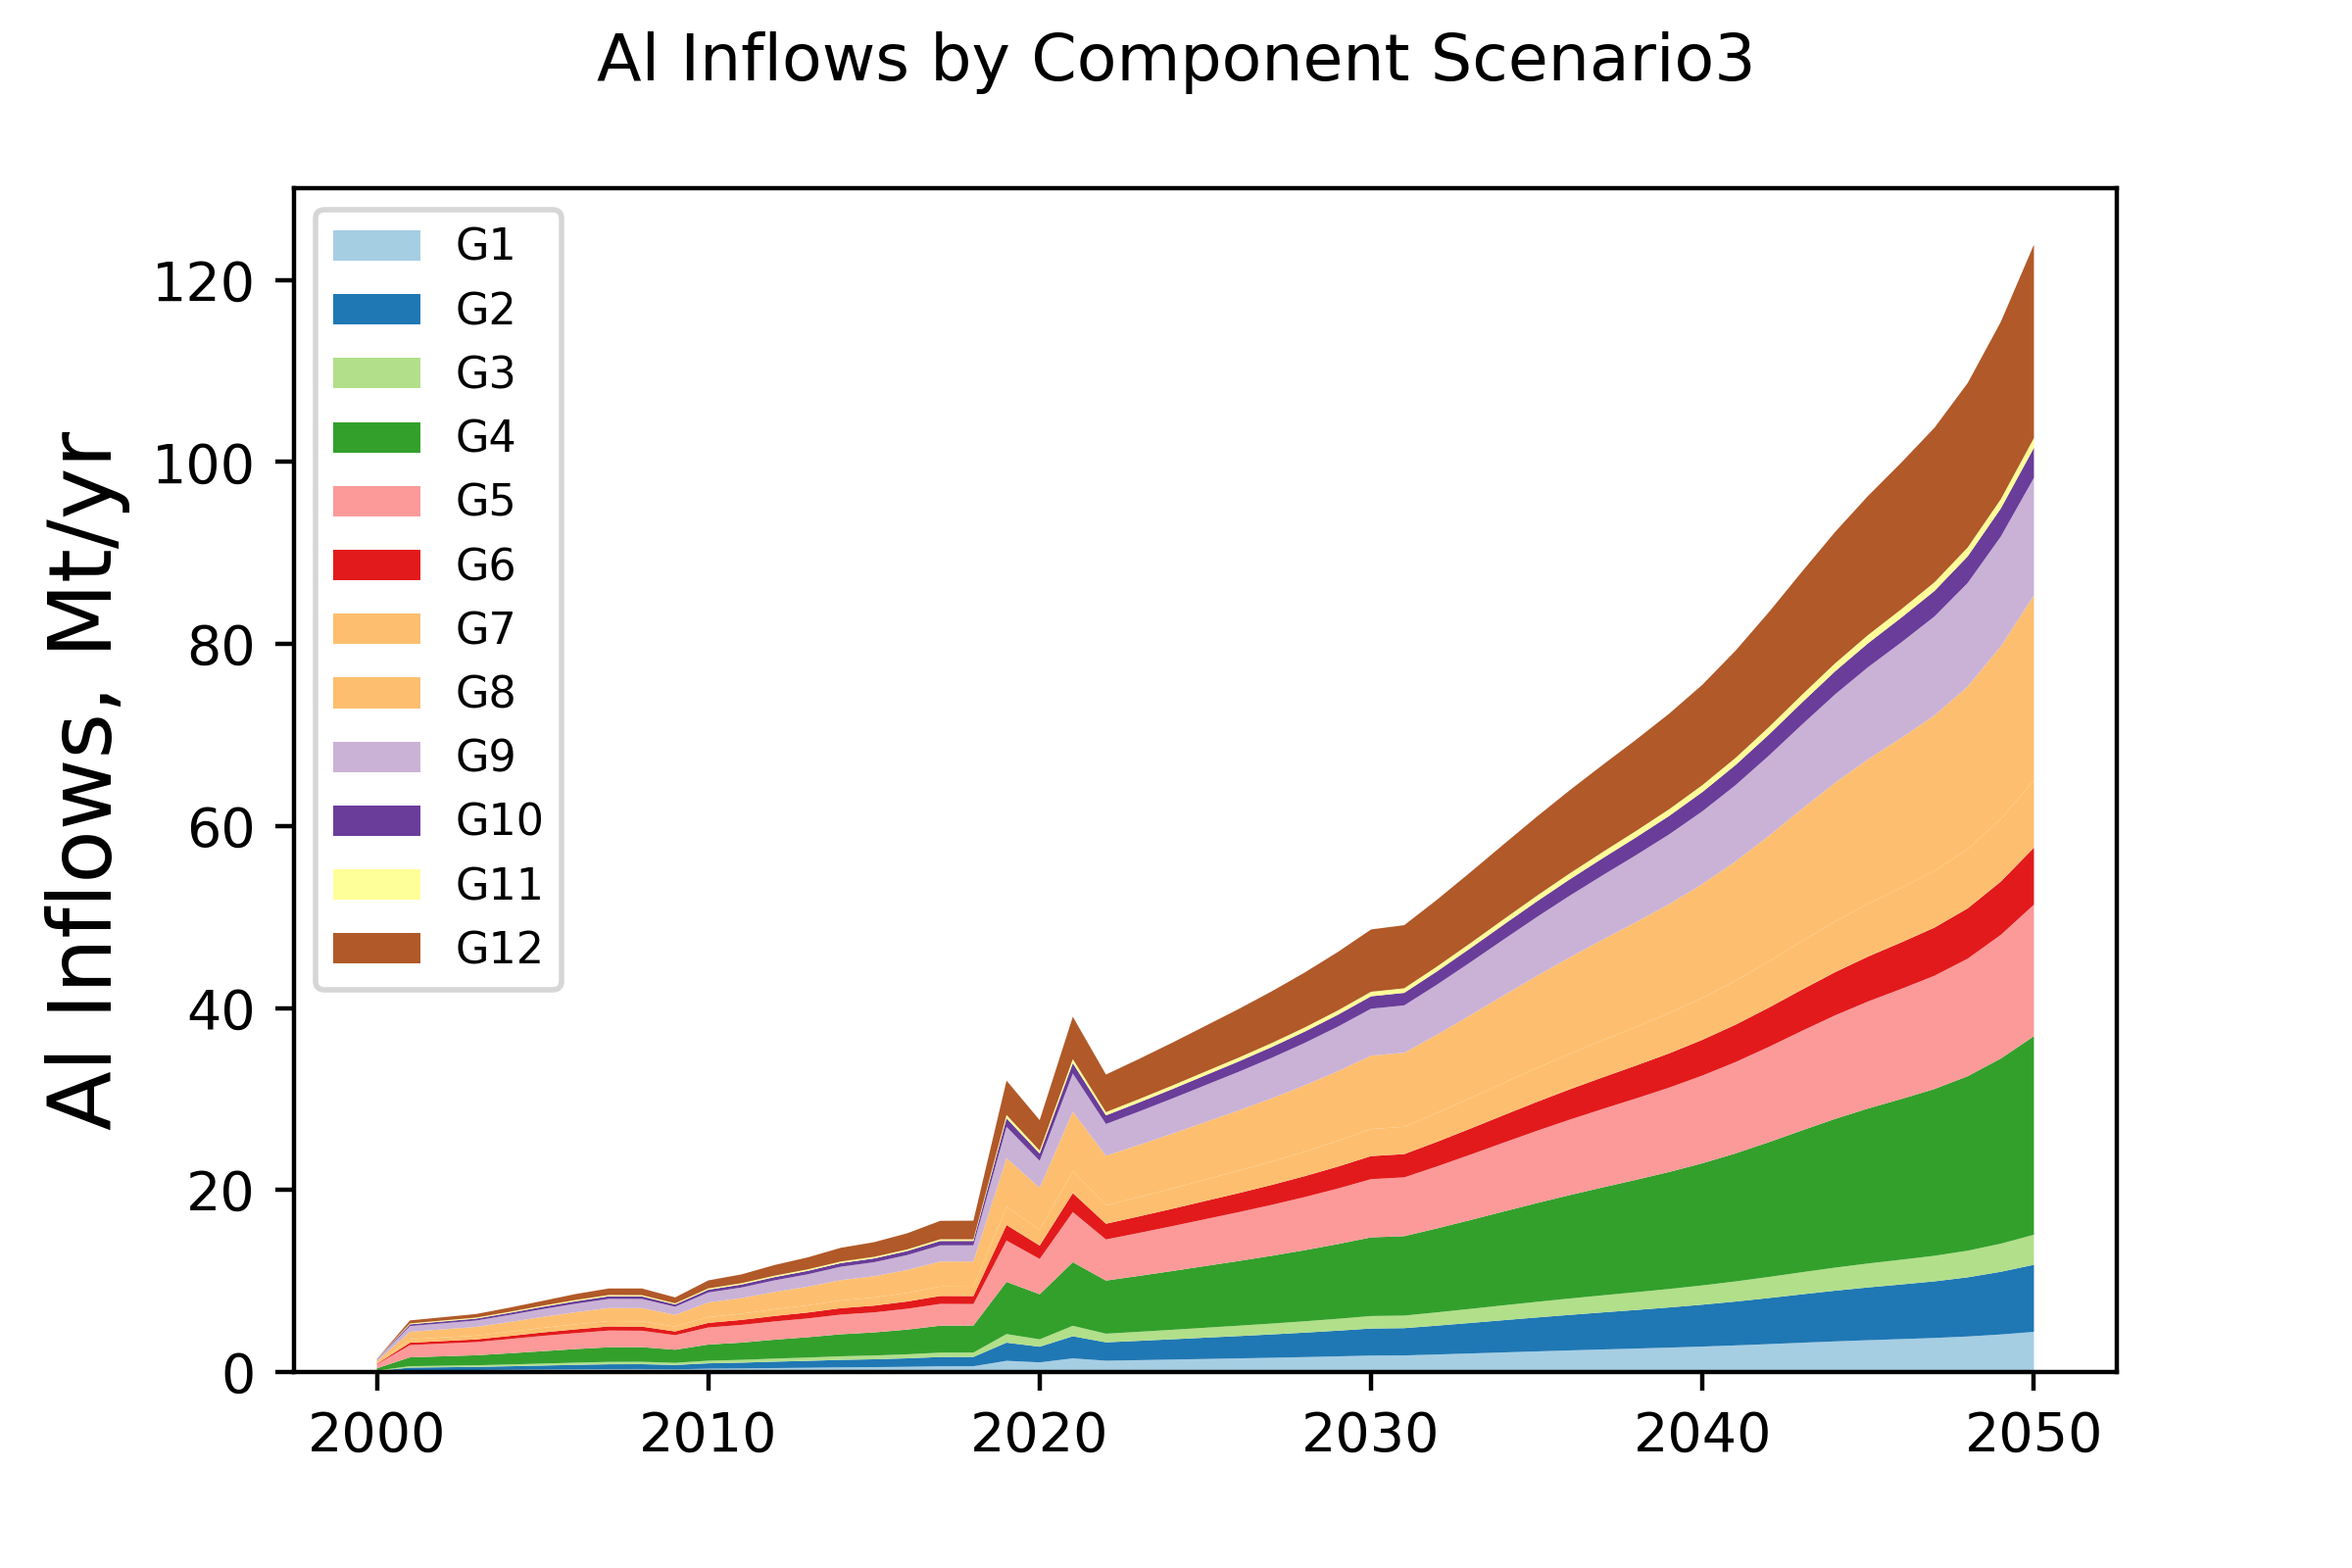 Al Inflows by Component Scenario3
Al Inflows, Mt/yr
120
100
80
60
40
20
0
G1
G2
G3
G4
G5
G6
G7
G8
G9
G10
G11
G12
2000 2010 2020 2030 2040 2050